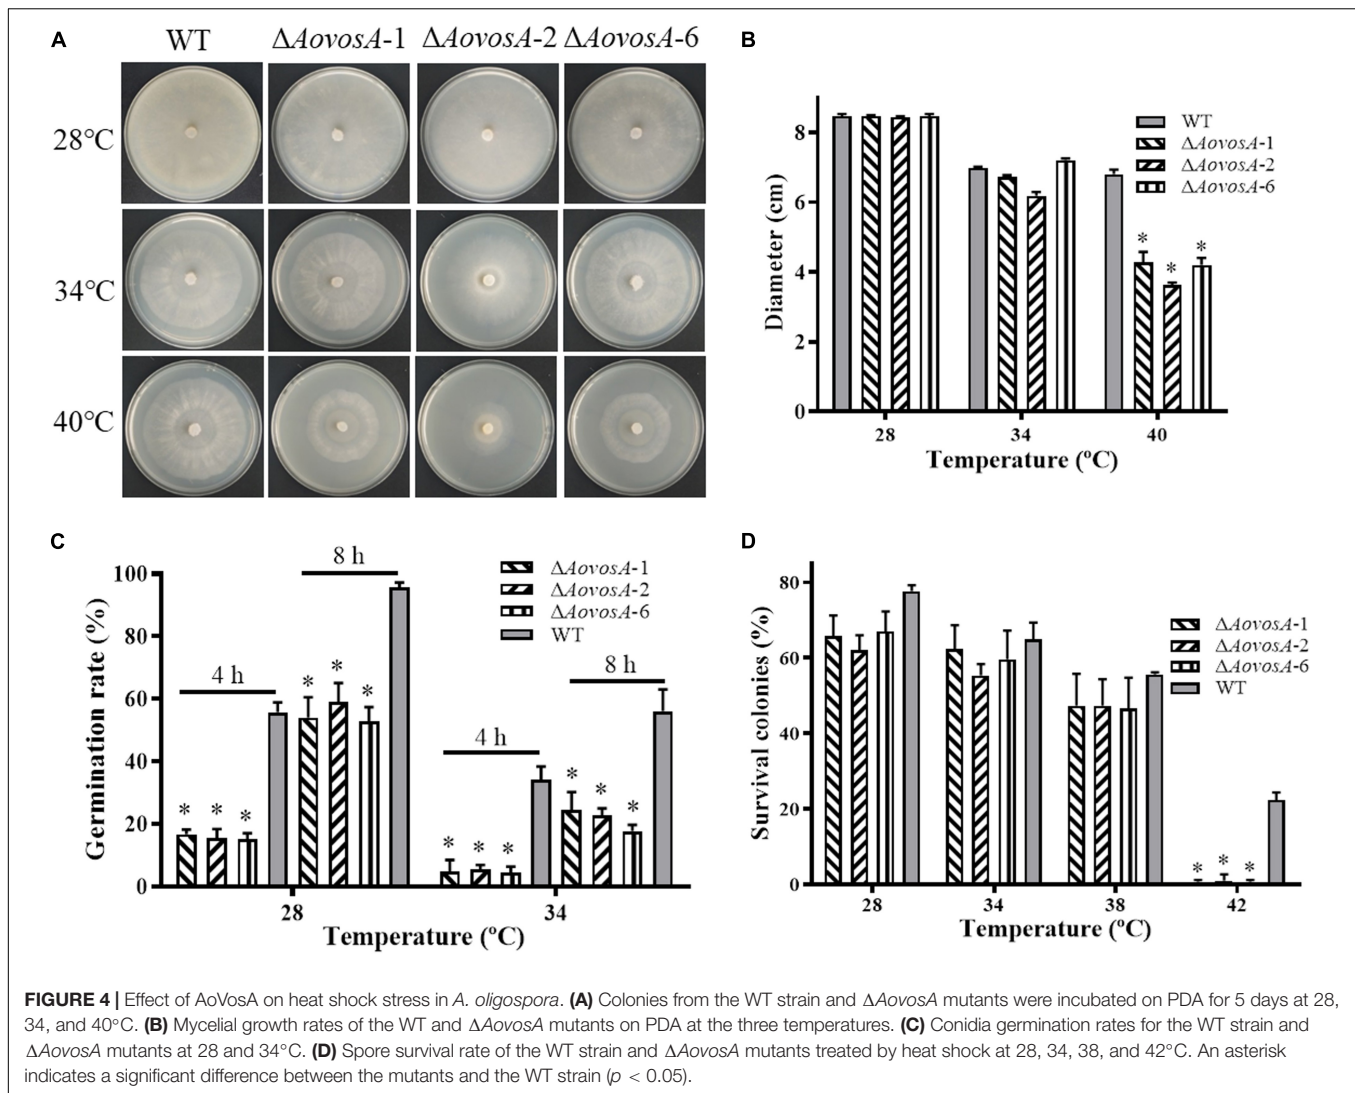 A
WT ΔAovosA-1 ΔAovosA-2 ΔAovosA-6
28℃
34℃
40℃
B
Diameter (cm)
8
6
4
2
0
WT
ΔAovosA-1
ΔAovosA-2
ΔAovosA-6
* * *
28 34 40
Temperature (ºC)
C
Germination rate (%)
100
80
60
40
20
0
8 h
4 h
8 h
4 h
ΔAovosA-1
ΔAovosA-2
ΔAovosA-6
WT
* * * * * *
* * * * * *
28 34
Temperature (ºC)
D
Survival colonies (%)
80
60
40
20
0
ΔAovosA-1
ΔAovosA-2
ΔAovosA-6
WT
* * *
28 34 38 42
Temperature (ºC)
FIGURE 4 | Effect of AoVosA on heat shock stress in A. oligospora. (A) Colonies from the WT strain and ΔAovosA mutants were incubated on PDA for 5 days at 28,
34, and 40°C. (B) Mycelial growth rates of the WT and ΔAovosA mutants on PDA at the three temperatures. (C) Conidia germination rates for the WT strain and
ΔAovosA mutants at 28 and 34°C. (D) Spore survival rate of the WT strain and ΔAovosA mutants treated by heat shock at 28, 34, 38, and 42°C. An asterisk
indicates a significant difference between the mutants and the WT strain (p < 0.05).